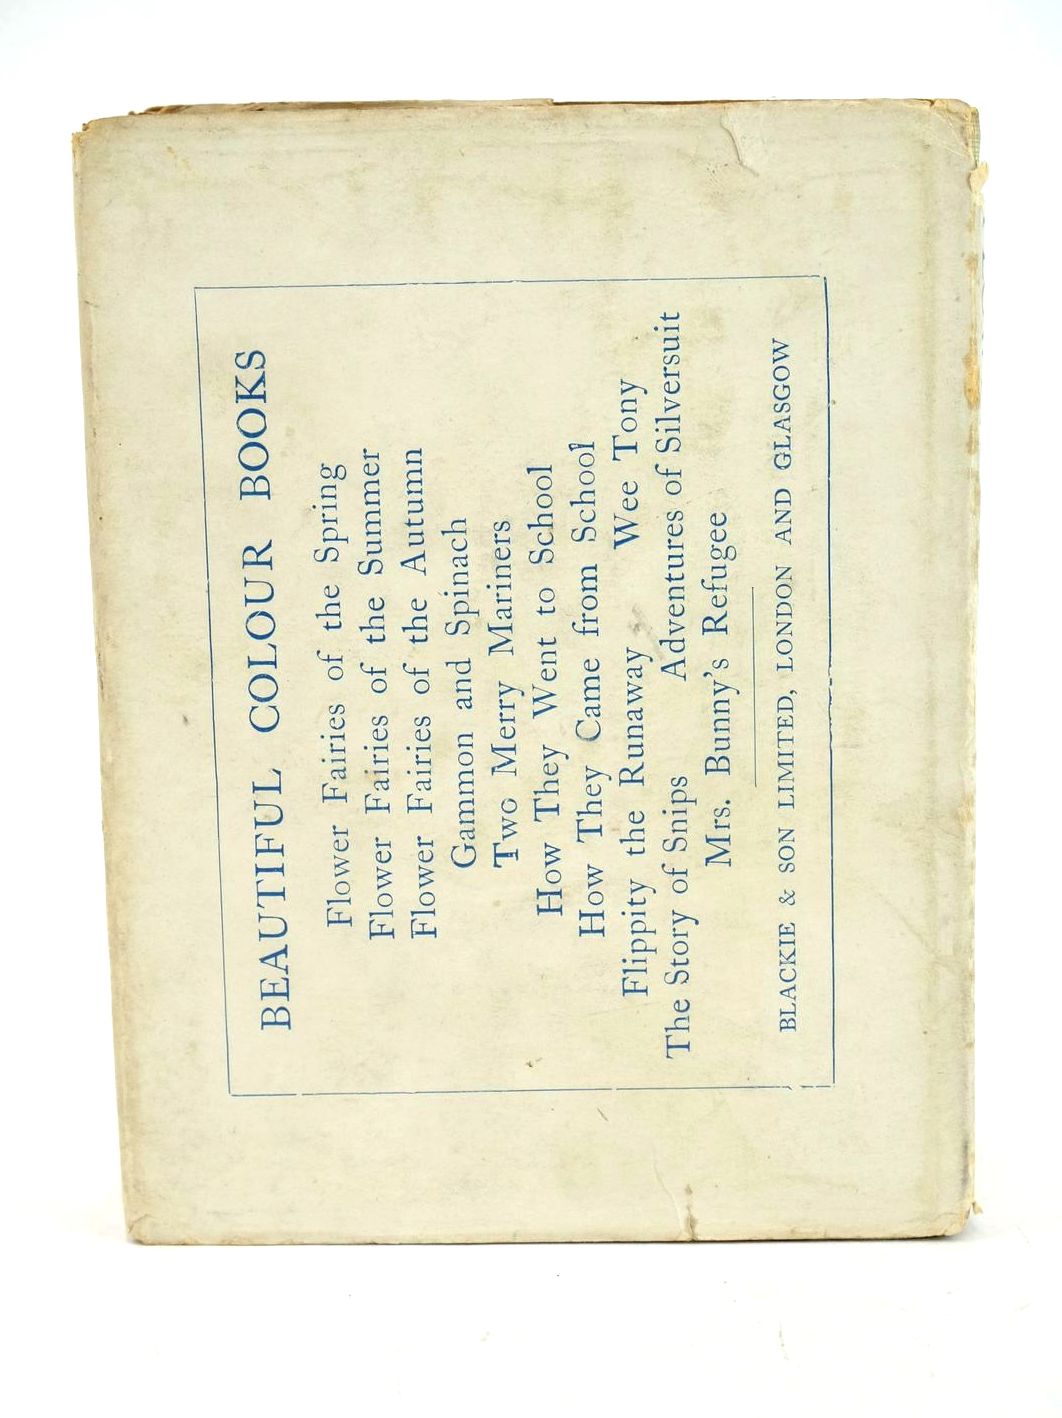 BEAUTIFUL COLOUR BOOKS
Flower Fairies of the Spring
Flower Fairies of the Summer
Flower Fairies of the Autumn
Gammon and Spinach
Two Merry Mariners
How They Went to School
How They Came from School
Flippity the Runaway Wee Tony
The Story of Snips Adventures of Silversuit
Mrs. Bunny's Refugee
BLACKIE & SON LIMITED, LONDON AND GLASGOW